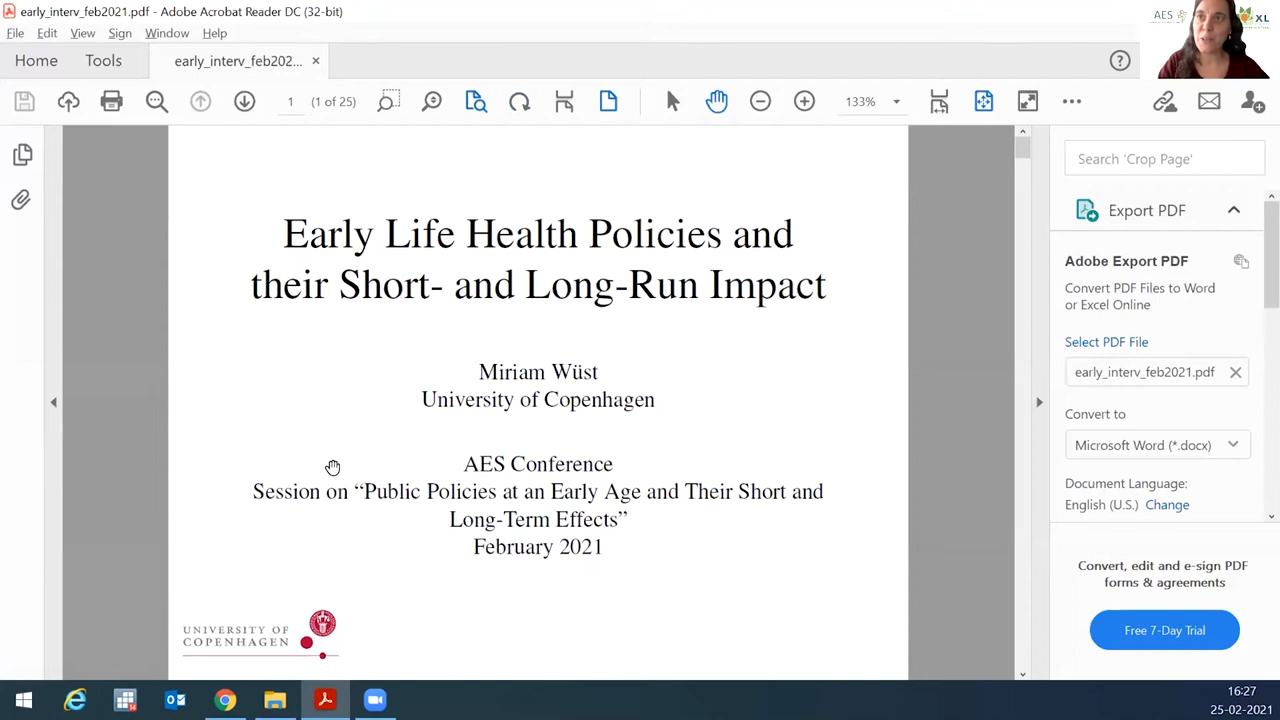 early_interv_feb2021.pdf - Adobe Acrobat Reader DC (32-bit)
AES
XL
File Edit View Sign Window Help
Home Tools early_interv_feb202... ×
1 (1 of 25) 133%
Search 'Crop Page'
Export PDF
Adobe Export PDF
Convert PDF Files to Word
or Excel Online
Select PDF File
early_interv_feb2021.pdf
Convert to
Microsoft Word (*.docx)
Document Language:
English (U.S.) Change
Convert, edit and e-sign PDF
forms & agreements
Free 7-Day Trial
Early Life Health Policies and
their Short- and Long-Run Impact
Miriam Wüst
University of Copenhagen
AES Conference
Session on “Public Policies at an Early Age and Their Short and
Long-Term Effects”
February 2021
UNIVERSITY OF
COPENHAGEN
16:27
25-02-2021